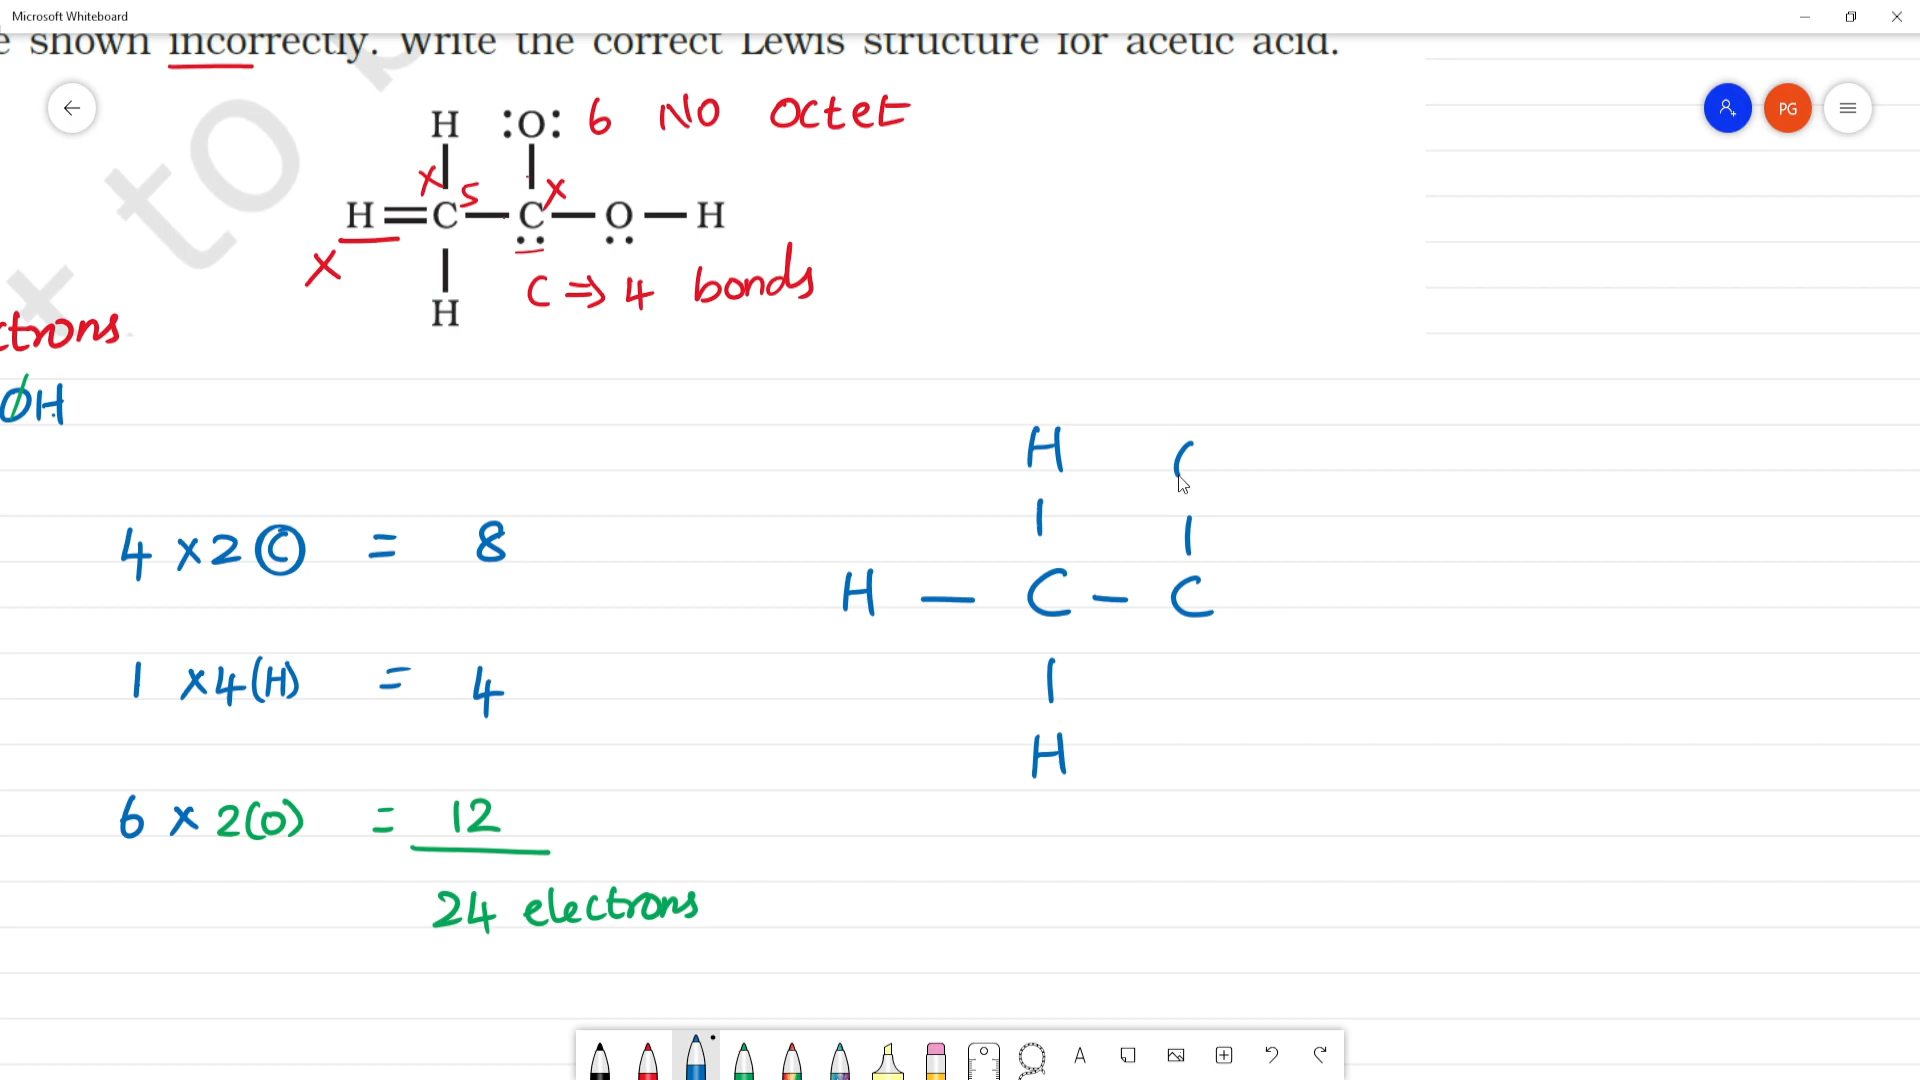 Microsoft Whiteboard
e shown incorrectly. Write the correct Lewis structure for acetic acid.
to
PG
H :O: 6 NO Octet
X 5 X
H = C — C — O — H
X
C ⇒ 4 bonds
H
ctrons
OH
H
4 x 2 (C) = 8
H — C - C
1 x 4 (H) = 4
H
6 x 2 (O) = 12
24 electrons
A